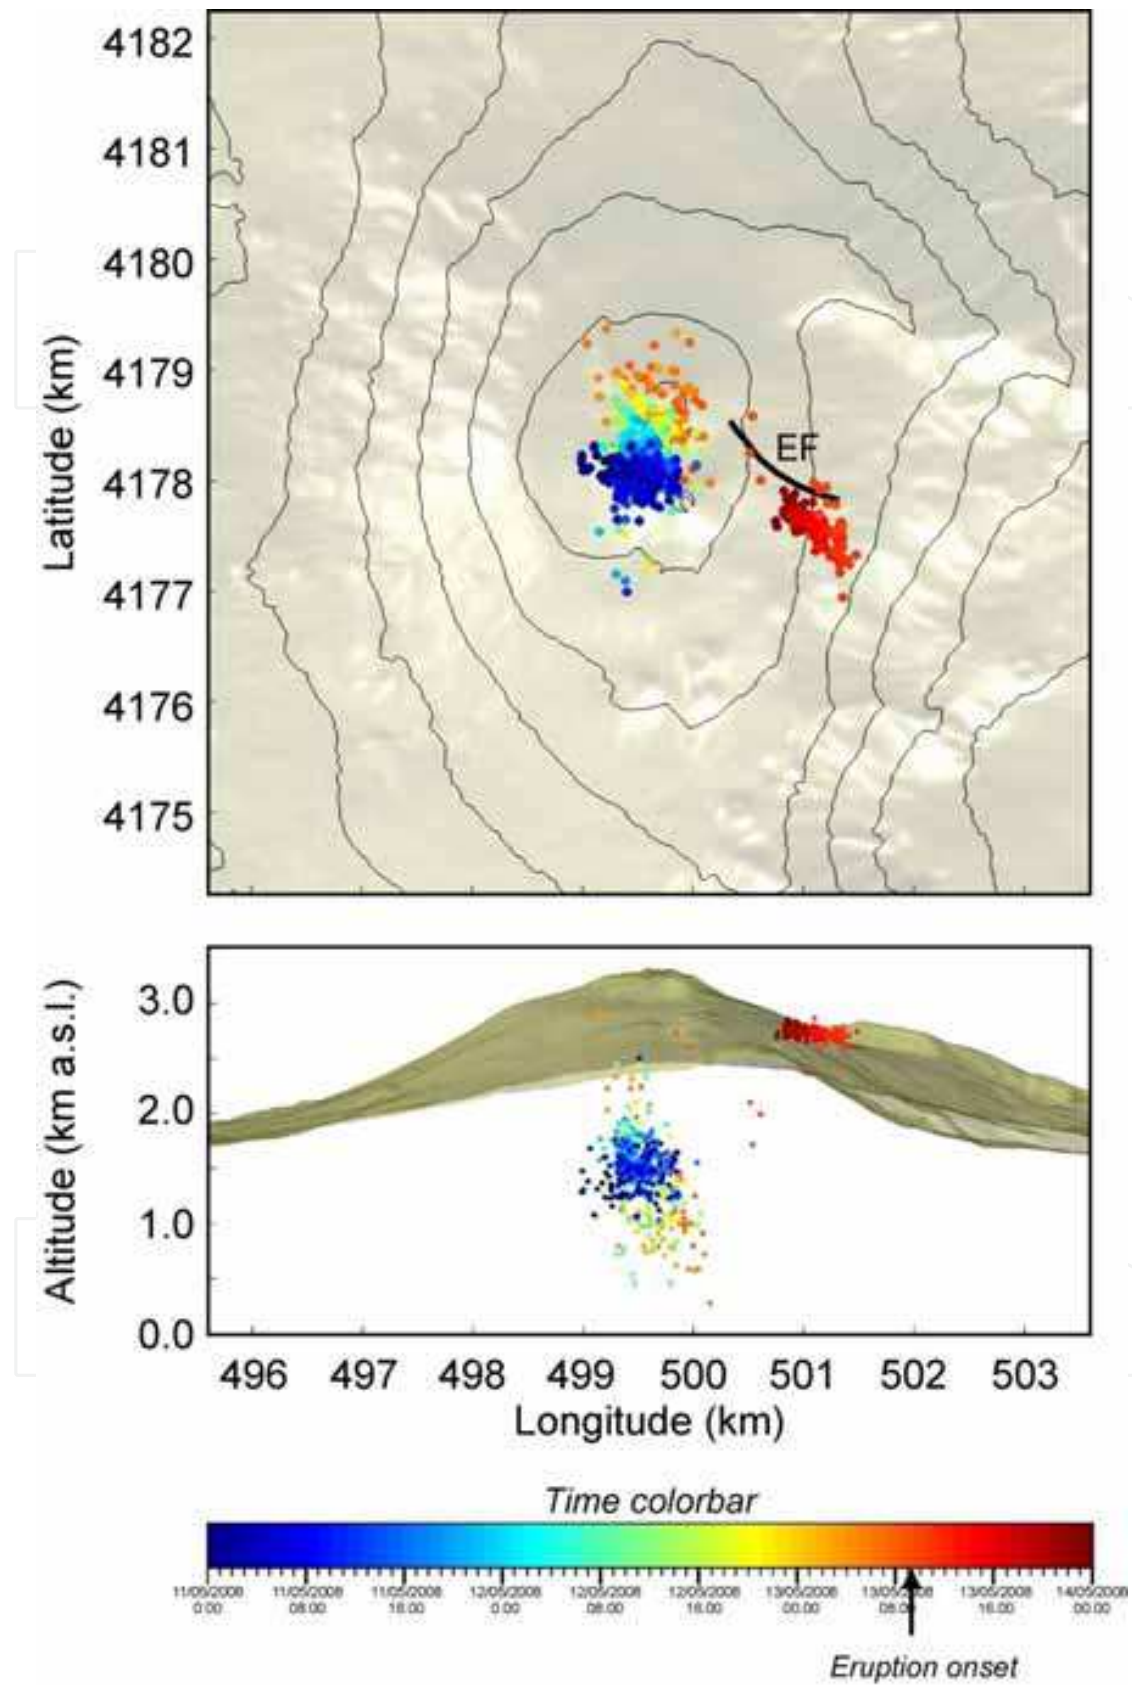 4182
4181
4180
4179
4178
4177
4176
4175
Latitude (km)
EF
3.0
2.0
1.0
0.0
Altitude (km a.s.l.)
496 497 498 499 500 501 502 503
Longitude (km)
Time colorbar
11/05/2008 11/05/2008 11/05/2008 12/05/2008 12/05/2008 12/05/2008 13/05/2008 13/05/2008 13/05/2008 14/05/2008
0:00 08:00 16:00 0:00 08:00 16:00 00:00 08:00 16:00 00:00
Eruption onset